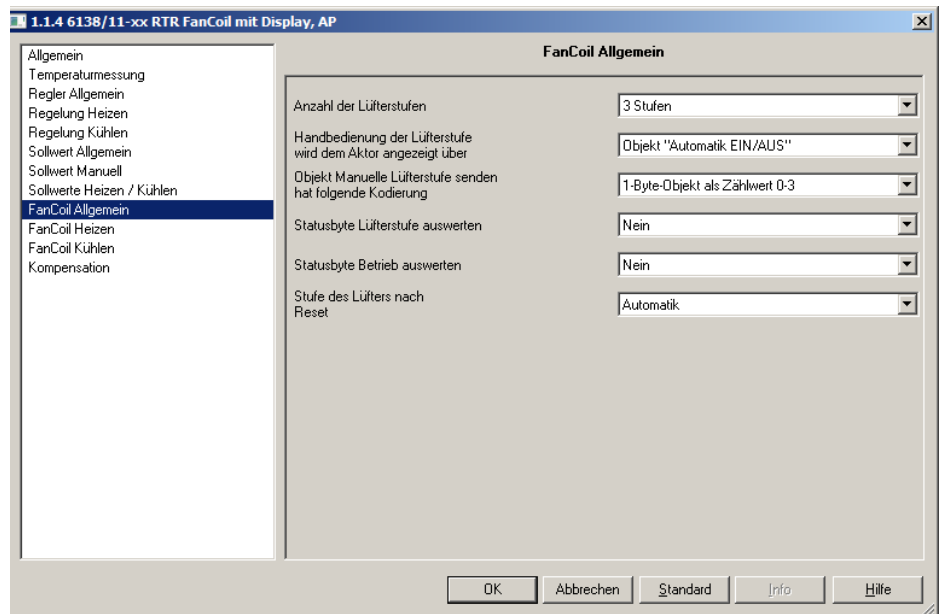 1.1.4 6138/11-xx RTR FanCoil mit Display, AP
Allgemein
Temperaturmessung
Regler Allgemein
Regelung Heizen
Regelung Kühlen
Sollwert Allgemein
Sollwert Manuell
Sollwerte Heizen / Kühlen
FanCoil Allgemein
FanCoil Heizen
FanCoil Kühlen
Kompensation
FanCoil Allgemein
Anzahl der Lüfterstufen
3 Stufen
Handbedienung der Lüfterstufe
wird dem Aktor angezeigt über
Objekt "Automatik EIN/AUS"
Objekt Manuelle Lüfterstufe senden
hat folgende Kodierung
1-Byte-Objekt als Zählwert 0-3
Statusbyte Lüfterstufe auswerten
Nein
Statusbyte Betrieb auswerten
Nein
Stufe des Lüfters nach
Reset
Automatik
OK
Abbrechen
Standard
Info
Hilfe